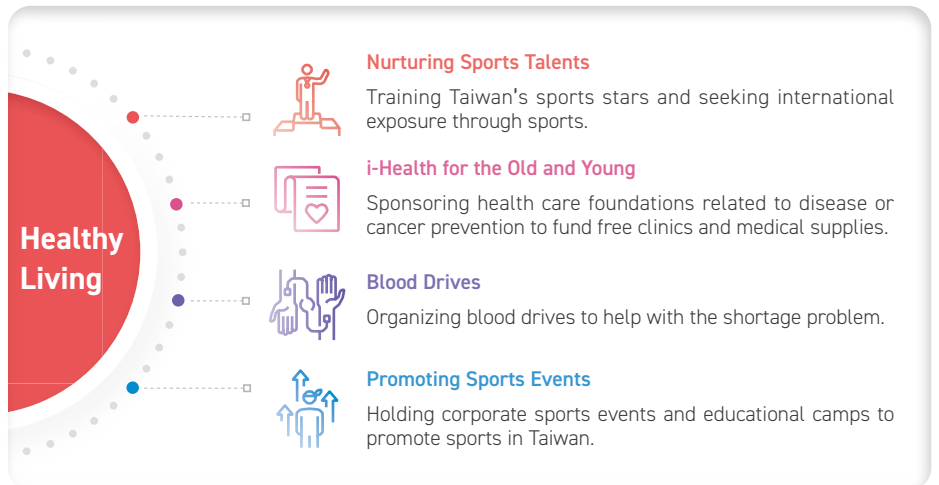 Healthy
Living
Nurturing Sports Talents
Training Taiwan's sports stars and seeking international
exposure through sports.
i-Health for the Old and Young
Sponsoring health care foundations related to disease or
cancer prevention to fund free clinics and medical supplies.
Blood Drives
Organizing blood drives to help with the shortage problem.
Promoting Sports Events
Holding corporate sports events and educational camps to
promote sports in Taiwan.